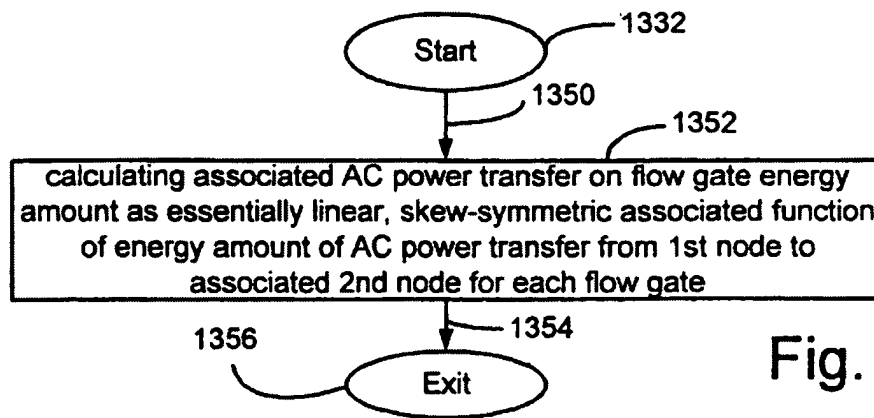 Start
1332
1350
1352
calculating associated AC power transfer on flow gate energy
amount as essentially linear, skew-symmetric associated function
of energy amount of AC power transfer from 1st node to
associated 2nd node for each flow gate
1354
1356
Exit
Fig.